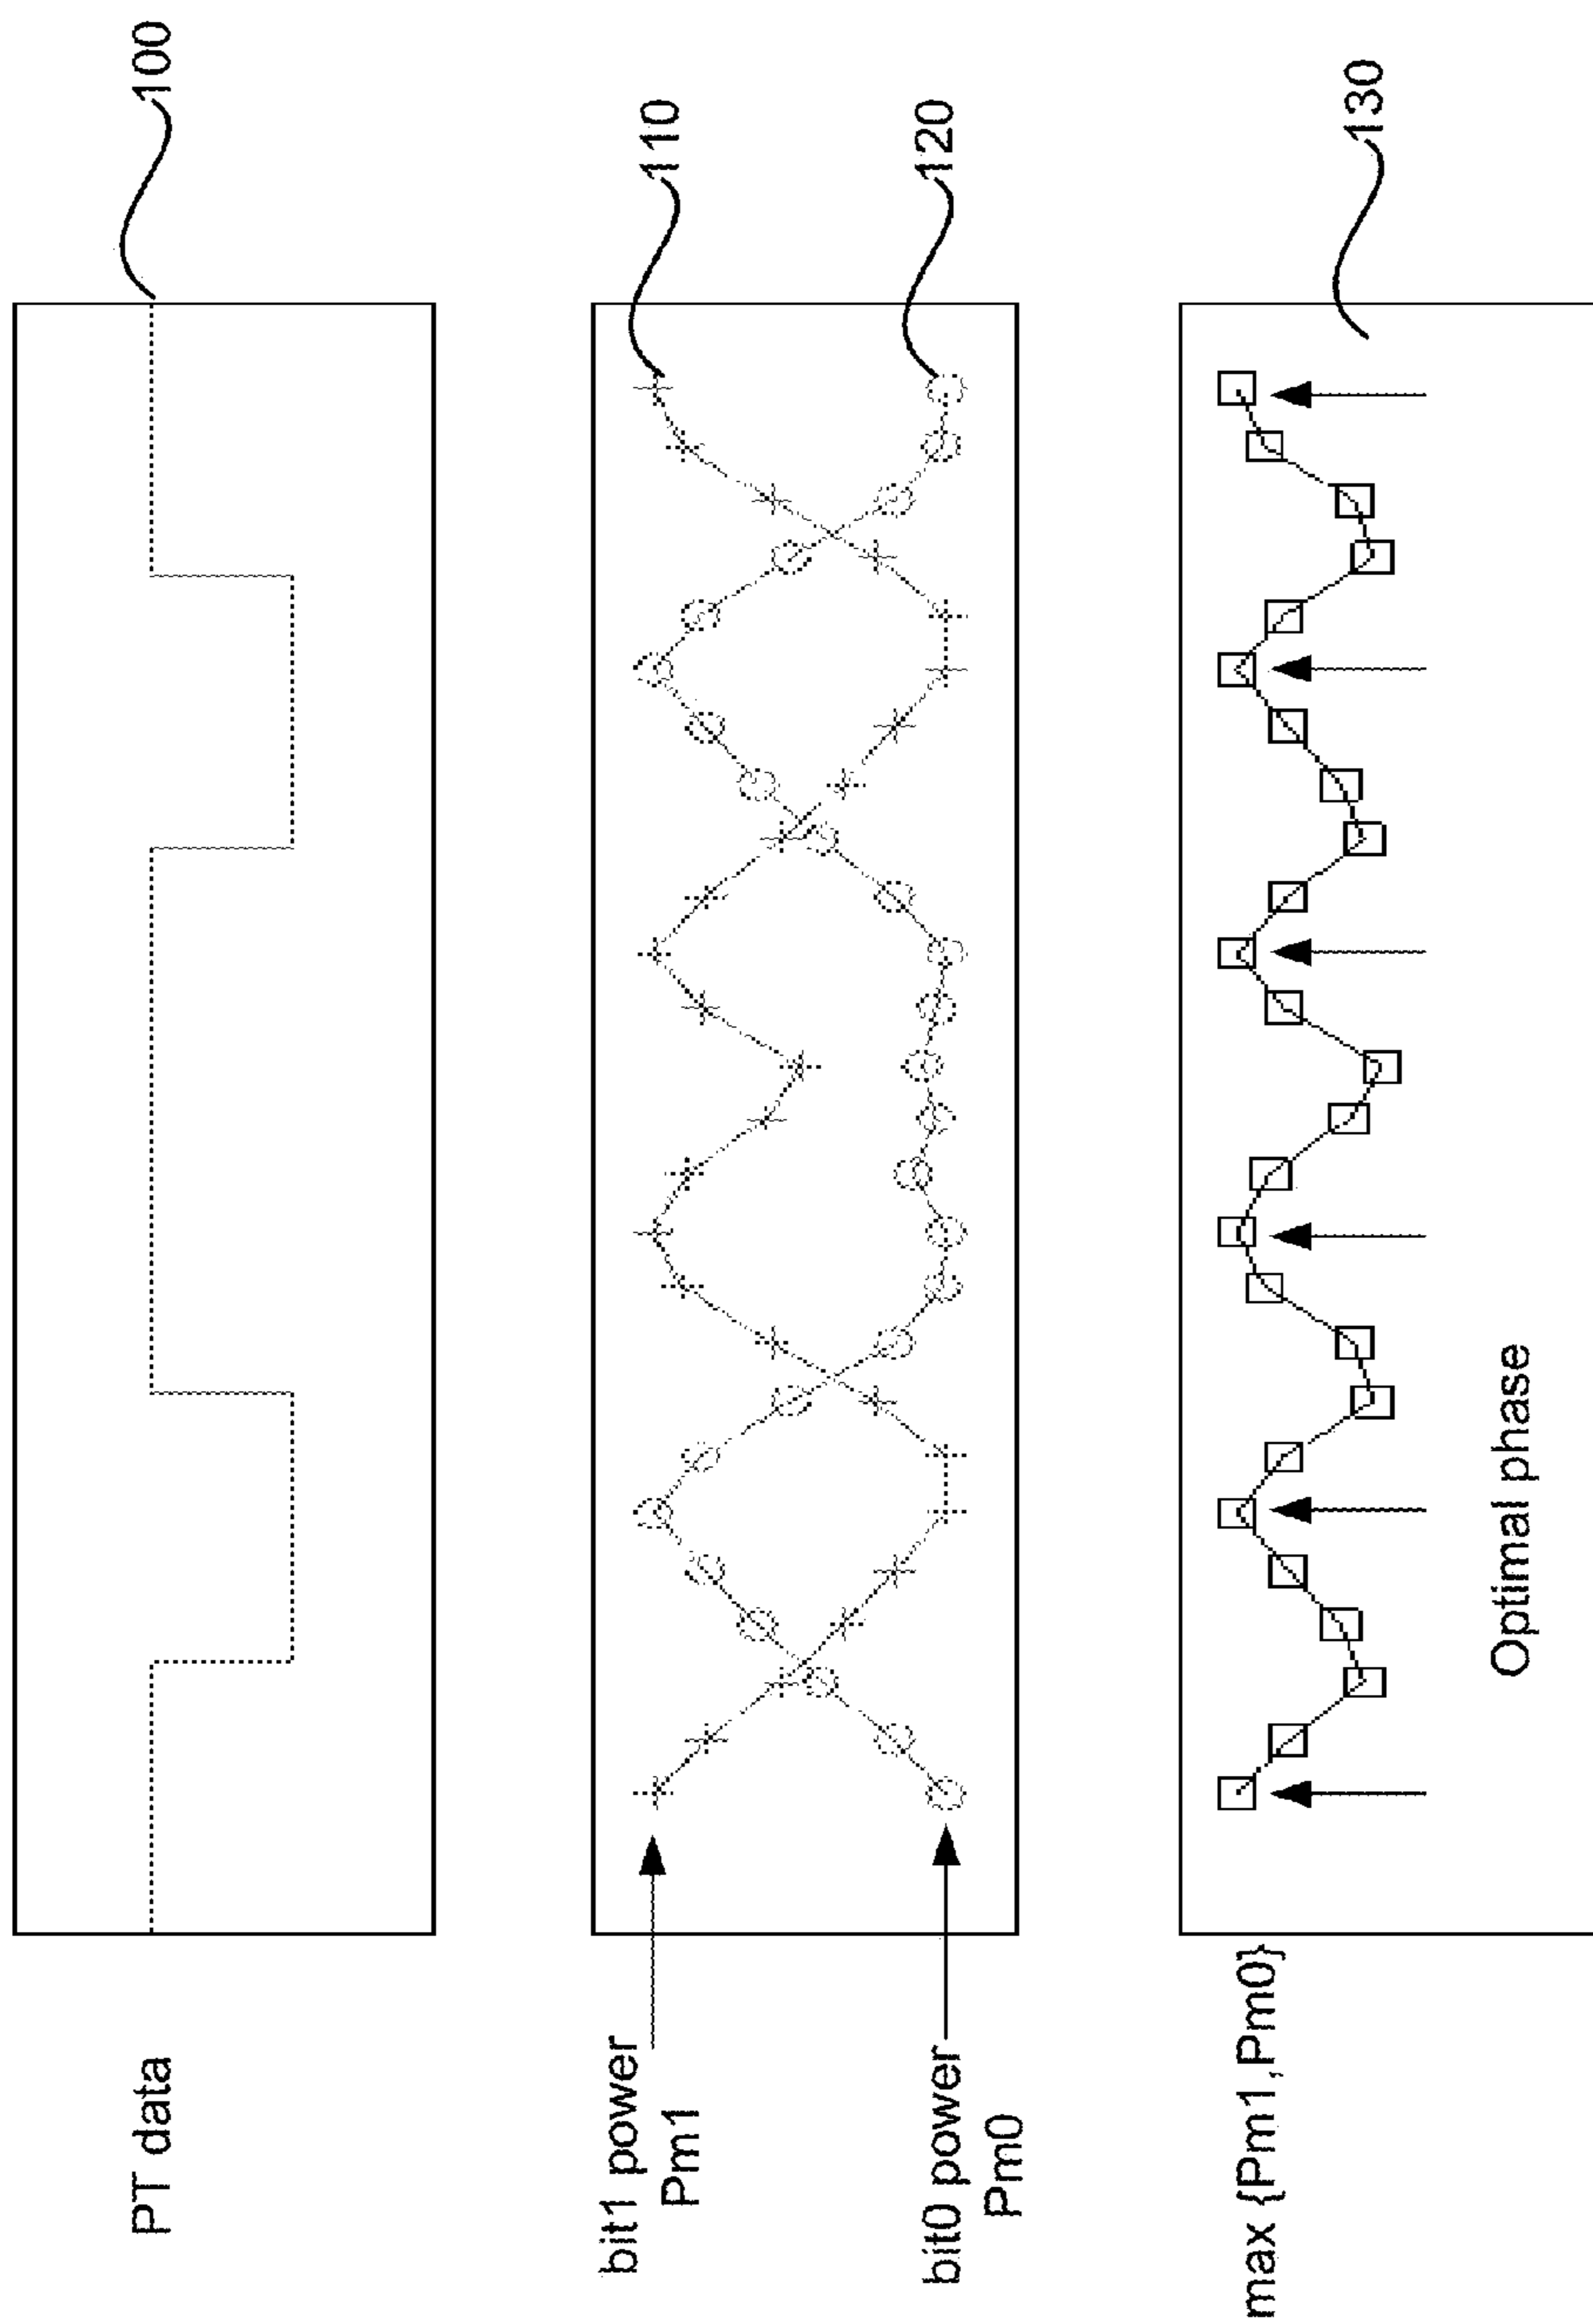 PT data
100
bit1 power
Pm1
110
bit0 power
Pm0
120
max {Pm1,Pm0}
130
Optimal phase